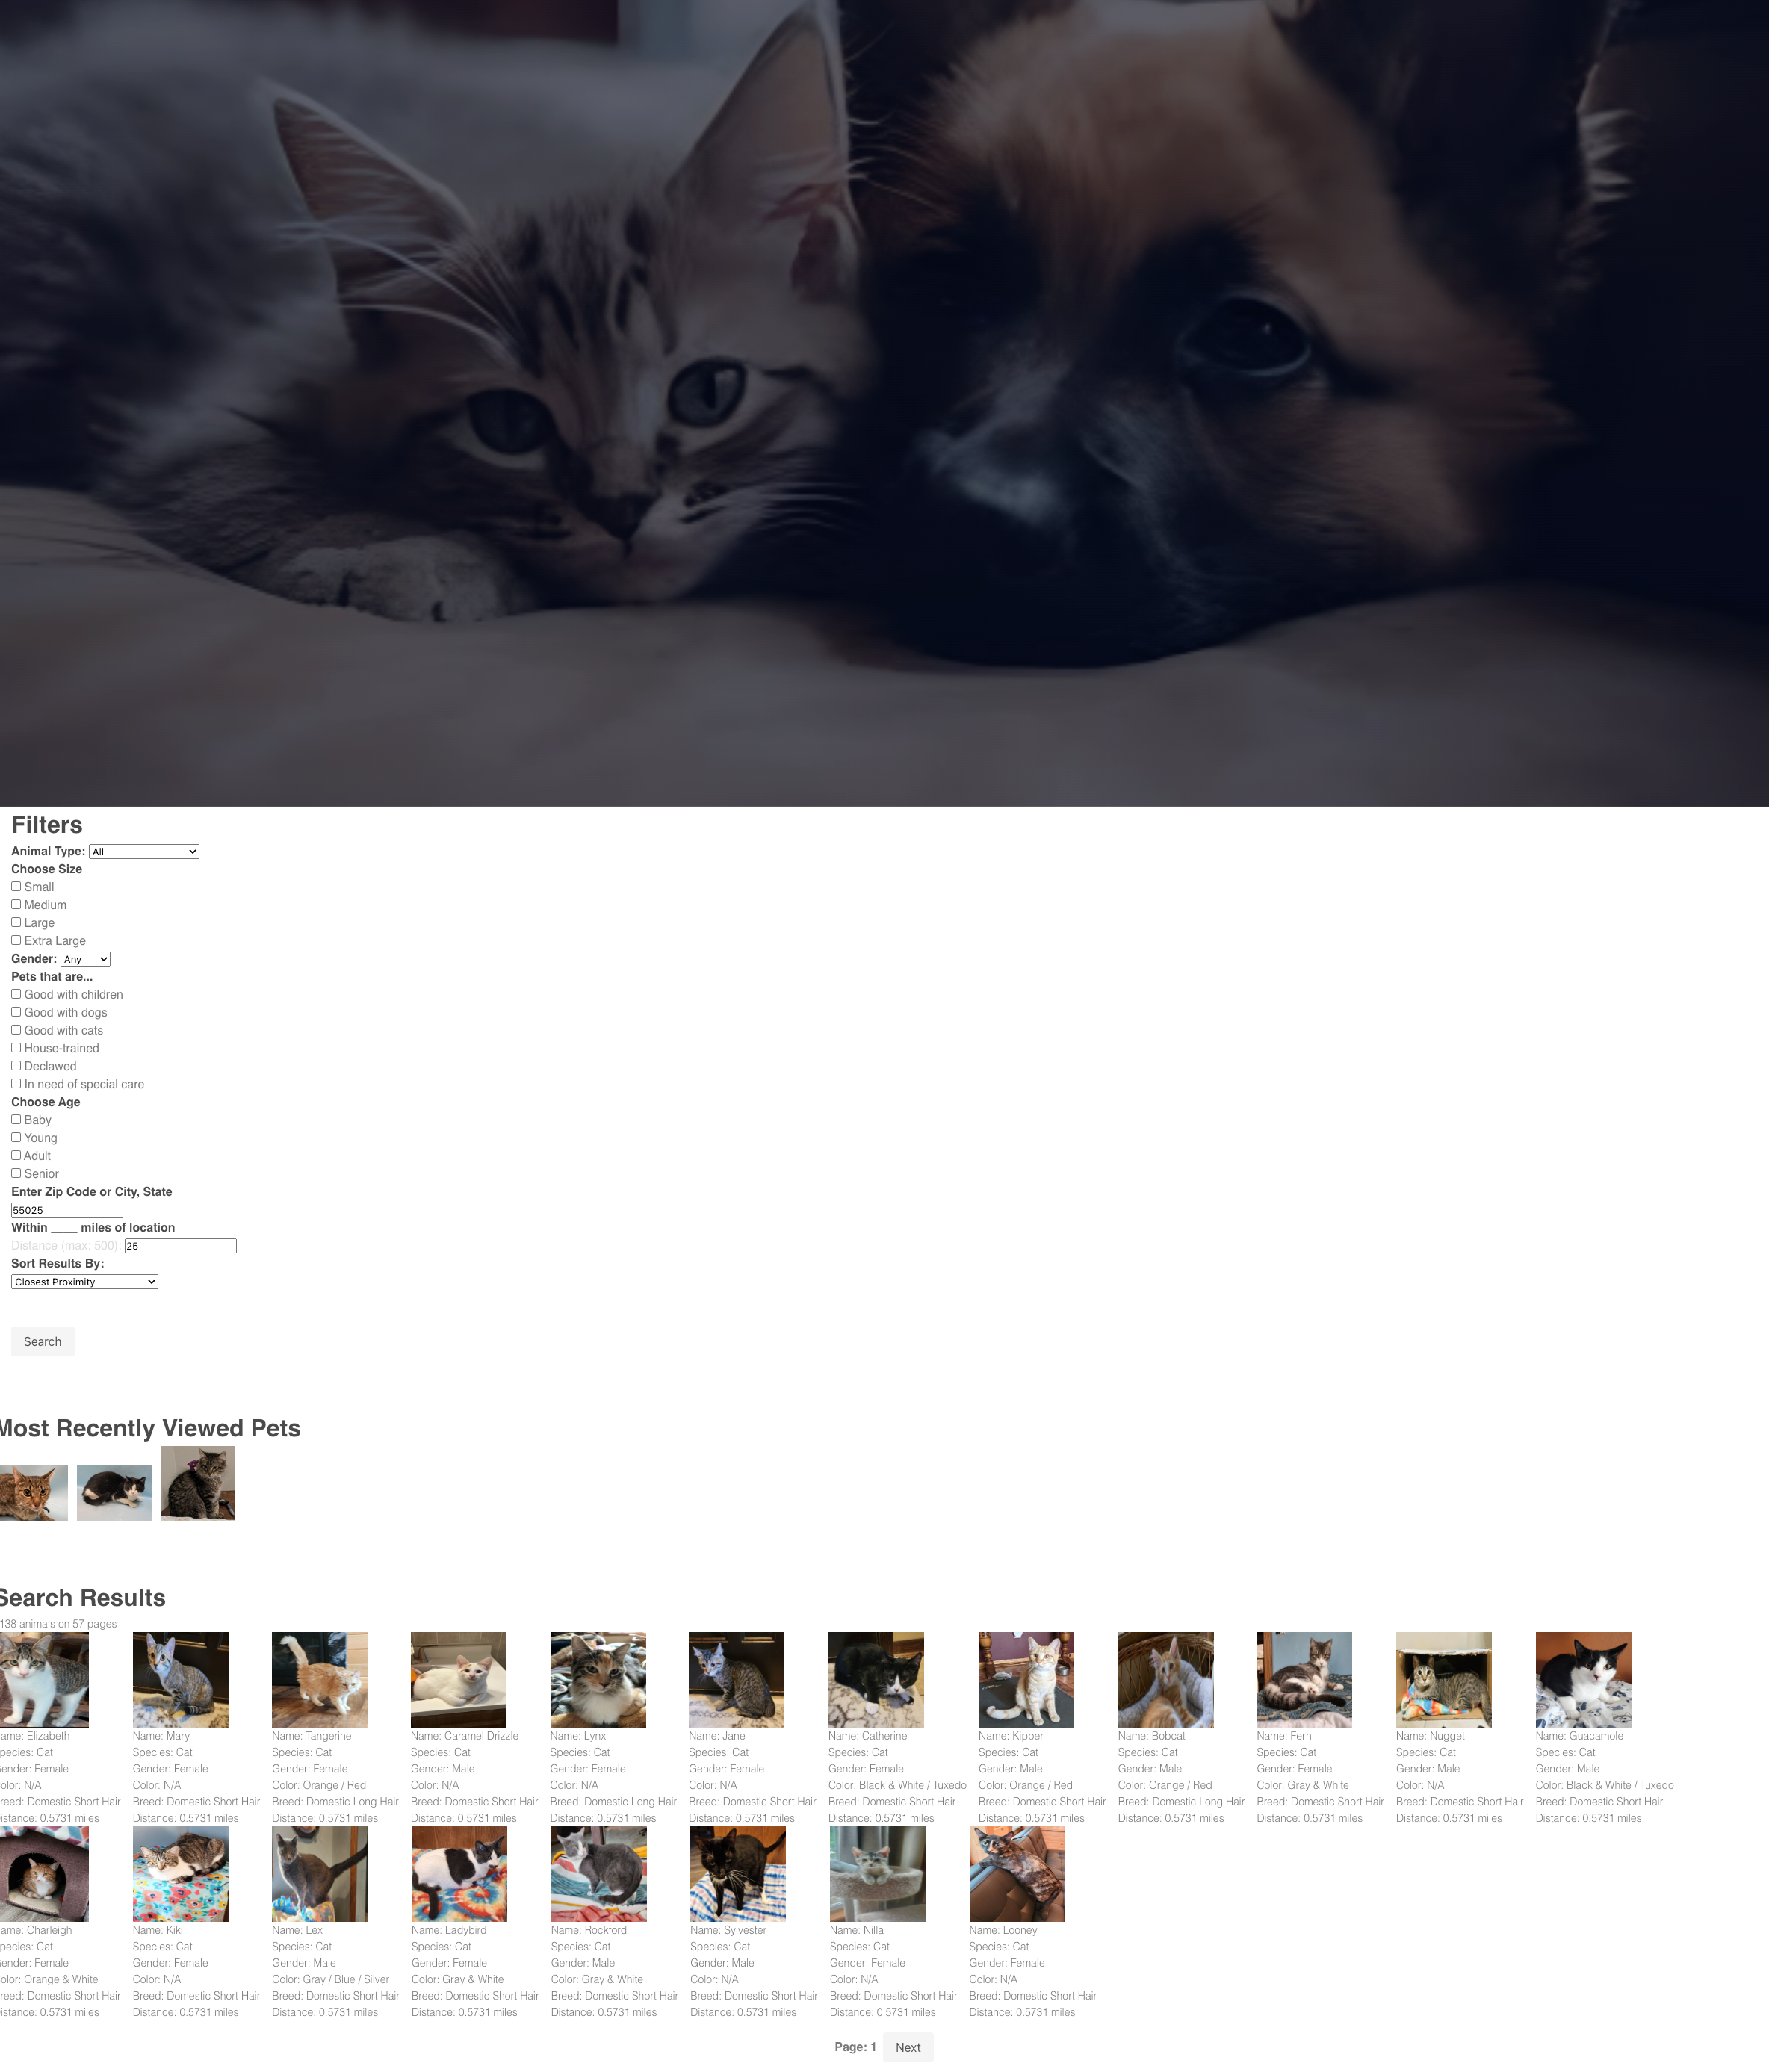 Filters
Animal Type: All
Choose Size
Small
Medium
Large
Extra Large
Gender: Any
Pets that are...
Good with children
Good with dogs
Good with cats
House-trained
Declawed
In need of special care
Choose Age
Baby
Young
Adult
Senior
Enter Zip Code or City, State
55025
Within ____ miles of location
Distance (max: 500): 25
Sort Results By:
Closest Proximity
Search
Most Recently Viewed Pets
Search Results
138 animals on 57 pages
ame: Elizabeth
pecies: Cat
ender: Female
olor: N/A
reed: Domestic Short Hair
istance: 0.5731 miles
Name: Mary
Species: Cat
Gender: Female
Color: N/A
Breed: Domestic Short Hair
Distance: 0.5731 miles
Name: Tangerine
Species: Cat
Gender: Female
Color: Orange / Red
Breed: Domestic Long Hair
Distance: 0.5731 miles
Name: Caramel Drizzle
Species: Cat
Gender: Male
Color: N/A
Breed: Domestic Short Hair
Distance: 0.5731 miles
Name: Lynx
Species: Cat
Gender: Female
Color: N/A
Breed: Domestic Long Hair
Distance: 0.5731 miles
Name: Jane
Species: Cat
Gender: Female
Color: N/A
Breed: Domestic Short Hair
Distance: 0.5731 miles
Name: Catherine
Species: Cat
Gender: Female
Color: Black & White / Tuxedo
Breed: Domestic Short Hair
Distance: 0.5731 miles
Name: Kipper
Species: Cat
Gender: Male
Color: Orange / Red
Breed: Domestic Short Hair
Distance: 0.5731 miles
Name: Bobcat
Species: Cat
Gender: Male
Color: Orange / Red
Breed: Domestic Long Hair
Distance: 0.5731 miles
Name: Fern
Species: Cat
Gender: Female
Color: Gray & White
Breed: Domestic Short Hair
Distance: 0.5731 miles
Name: Nugget
Species: Cat
Gender: Male
Color: N/A
Breed: Domestic Short Hair
Distance: 0.5731 miles
Name: Guacamole
Species: Cat
Gender: Male
Color: Black & White / Tuxedo
Breed: Domestic Short Hair
Distance: 0.5731 miles
ame: Charleigh
pecies: Cat
ender: Female
olor: Orange & White
reed: Domestic Short Hair
istance: 0.5731 miles
Name: Kiki
Species: Cat
Gender: Female
Color: N/A
Breed: Domestic Short Hair
Distance: 0.5731 miles
Name: Lex
Species: Cat
Gender: Male
Color: Gray / Blue / Silver
Breed: Domestic Short Hair
Distance: 0.5731 miles
Name: Ladybird
Species: Cat
Gender: Female
Color: Gray & White
Breed: Domestic Short Hair
Distance: 0.5731 miles
Name: Rockford
Species: Cat
Gender: Male
Color: Gray & White
Breed: Domestic Short Hair
Distance: 0.5731 miles
Name: Sylvester
Species: Cat
Gender: Male
Color: N/A
Breed: Domestic Short Hair
Distance: 0.5731 miles
Name: Nilla
Species: Cat
Gender: Female
Color: N/A
Breed: Domestic Short Hair
Distance: 0.5731 miles
Name: Looney
Species: Cat
Gender: Female
Color: N/A
Breed: Domestic Short Hair
Distance: 0.5731 miles
Page: 1 Next